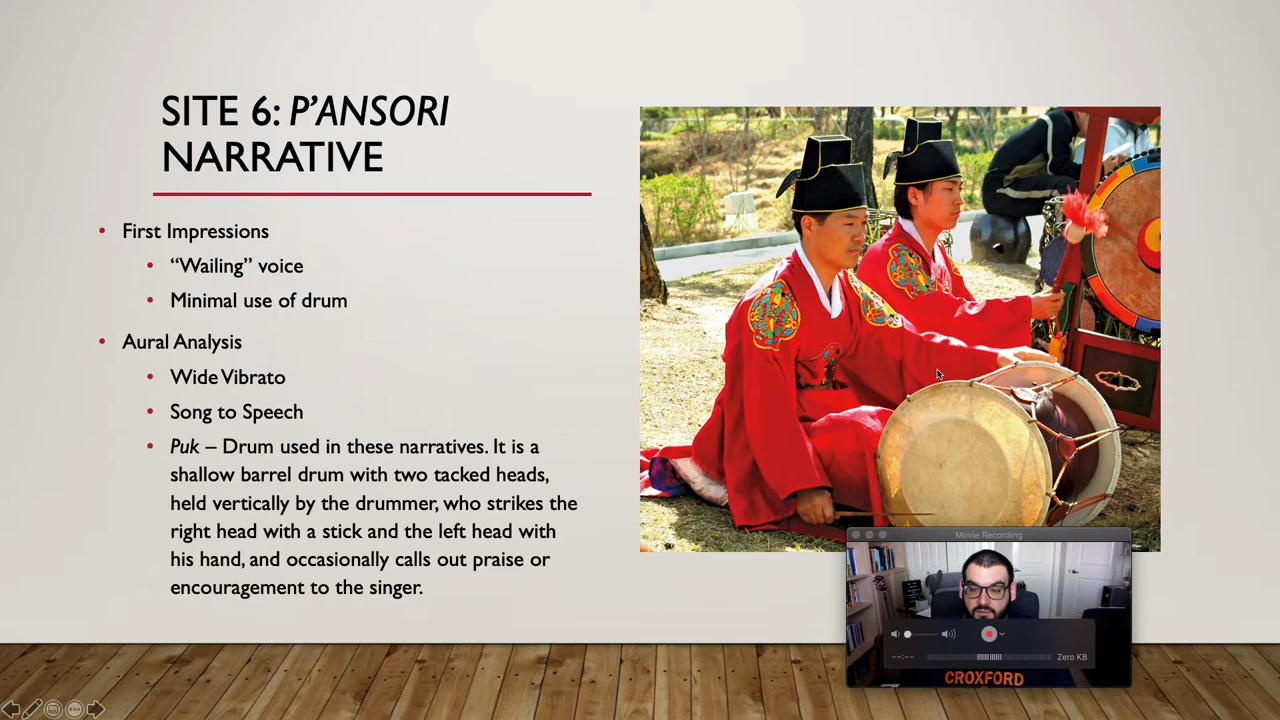 SITE 6: P’ANSORI
NARRATIVE
• First Impressions
• “Wailing” voice
• Minimal use of drum
• Aural Analysis
• Wide Vibrato
• Song to Speech
• Puk – Drum used in these narratives. It is a
shallow barrel drum with two tacked heads,
held vertically by the drummer, who strikes the
right head with a stick and the left head with
his hand, and occasionally calls out praise or
encouragement to the singer.
Movie Recording
--:--
Zero KB
CROXFORD